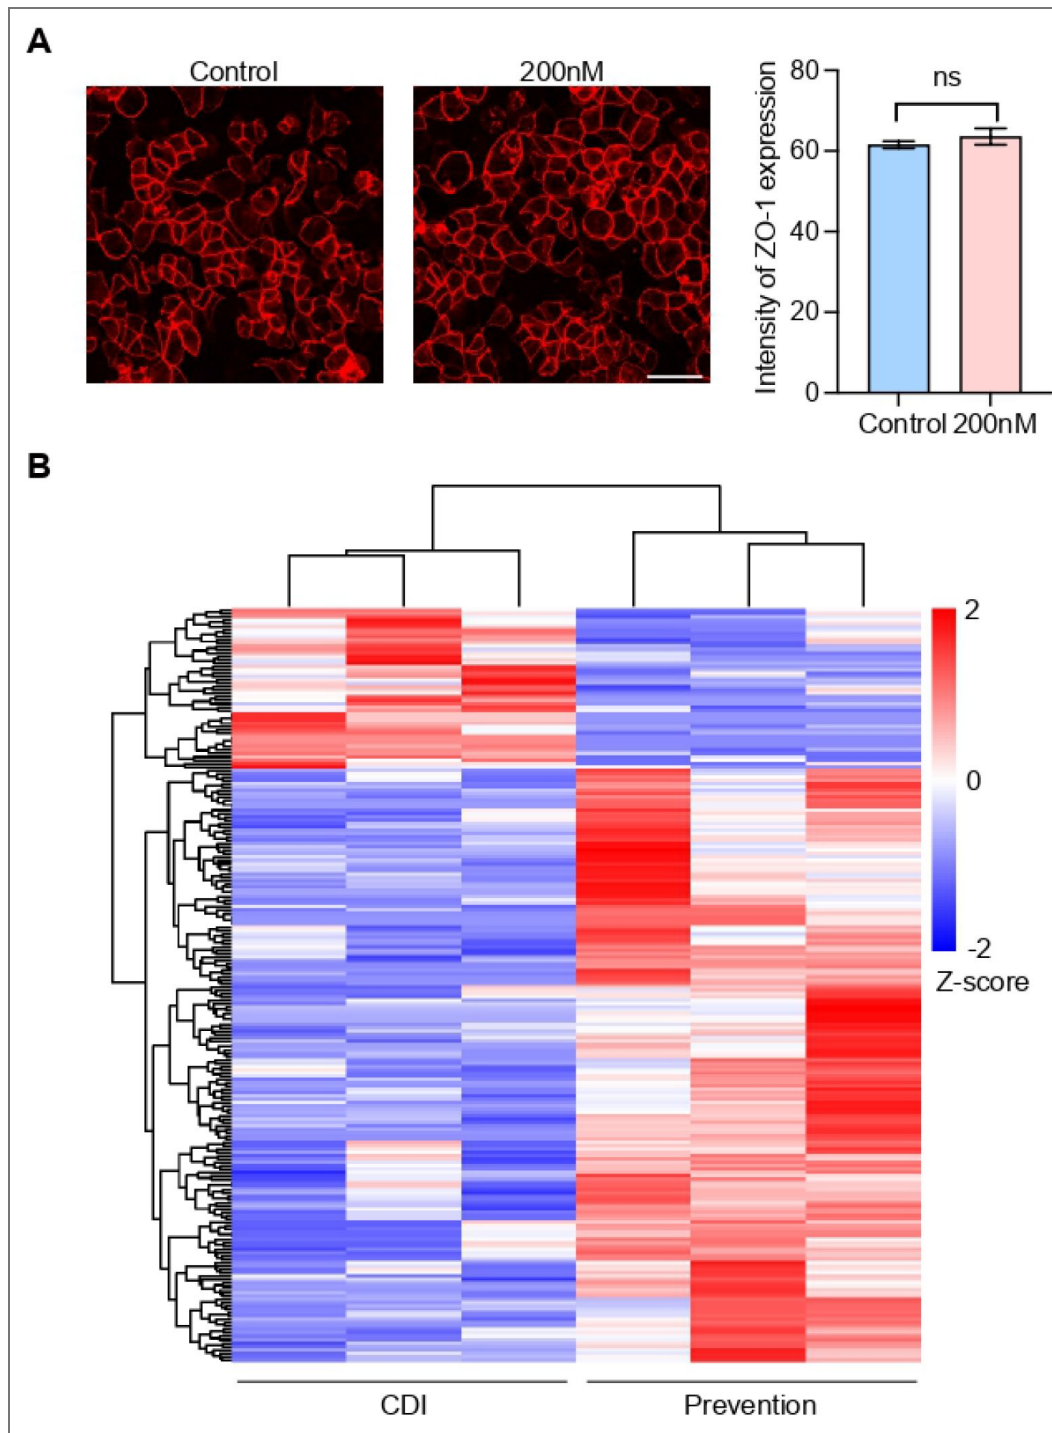 A
Control
200nM
ns
Intensity of ZO-1 expression
80
60
40
20
0
Control 200nM
B
2
0
-2
Z-score
CDI
Prevention